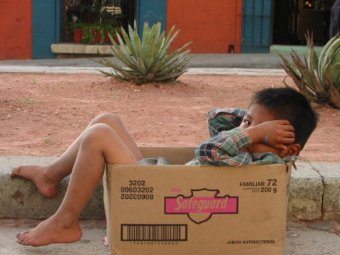 3202
80603202
80603202
200 g
FAMILIAR 72
Safeguard
JABON ANTIBACTERIAL